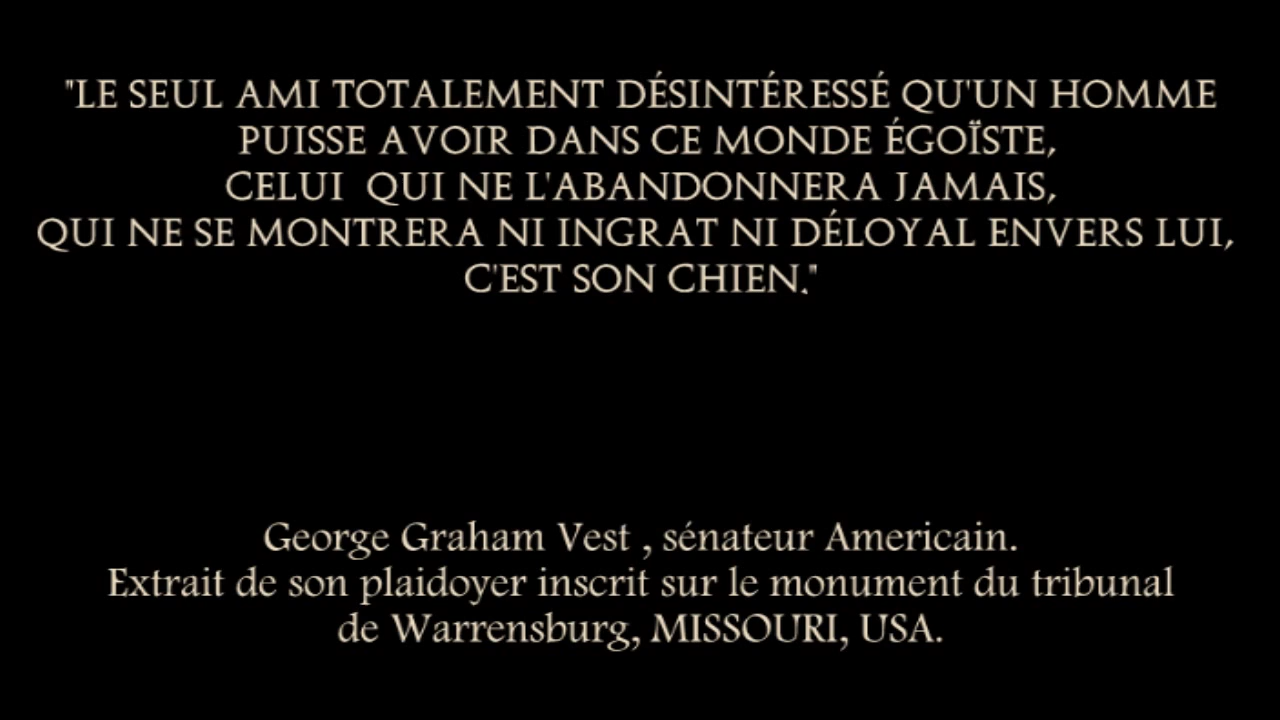 "LE SEUL AMI TOTALEMENT DÉSINTÉRESSÉ QU'UN HOMME
PUISSE AVOIR DANS CE MONDE ÉGOÏSTE,
CELUI  QUI NE L'ABANDONNERA JAMAIS,
QUI NE SE MONTRERA NI INGRAT NI DÉLOYAL ENVERS LUI,
C'EST SON CHIEN."
George Graham Vest , sénateur Americain.
Extrait de son plaidoyer inscrit sur le monument du tribunal
de Warrensburg, MISSOURI, USA.